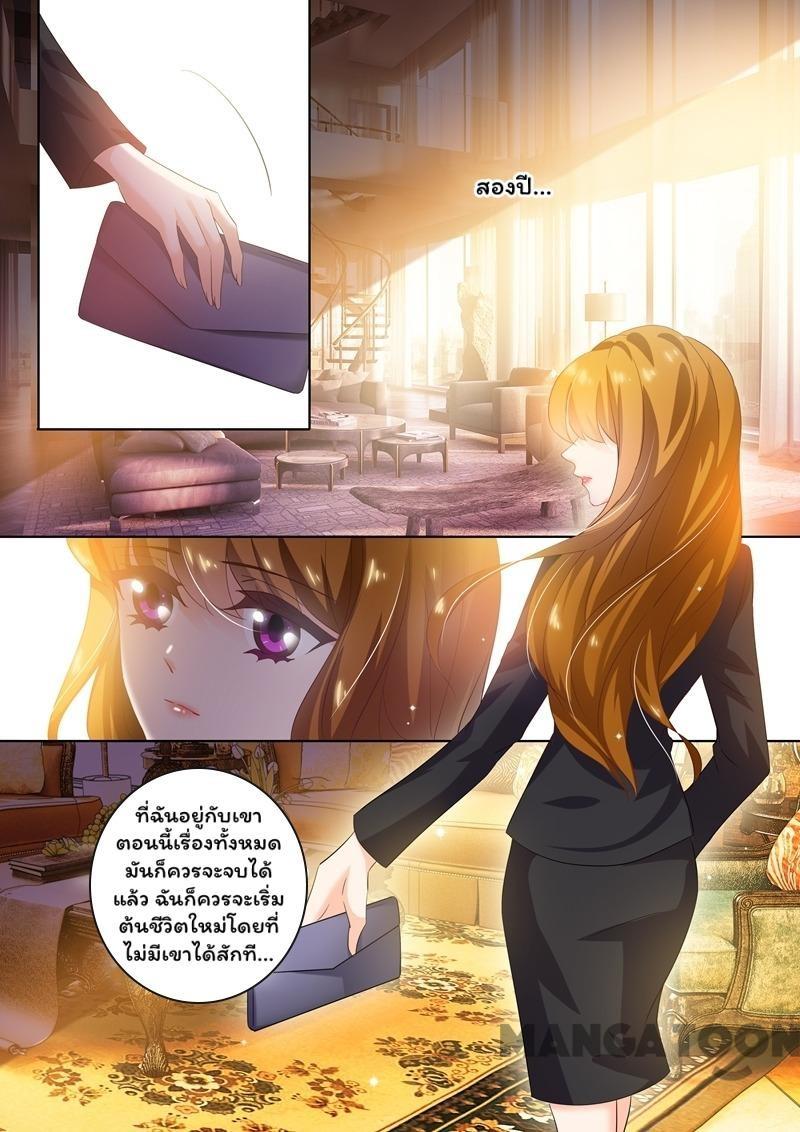 สองปี...
ที่ฉันอยู่กับเขา
ตอนนี้เรื่องทั้งหมด
มันก็ควรจะจบได้
แล้ว ฉันก็ควรจะเริ่ม
ต้นชีวิตใหม่โดยที่
ไม่มีเขาได้สักที...
MANGATOON